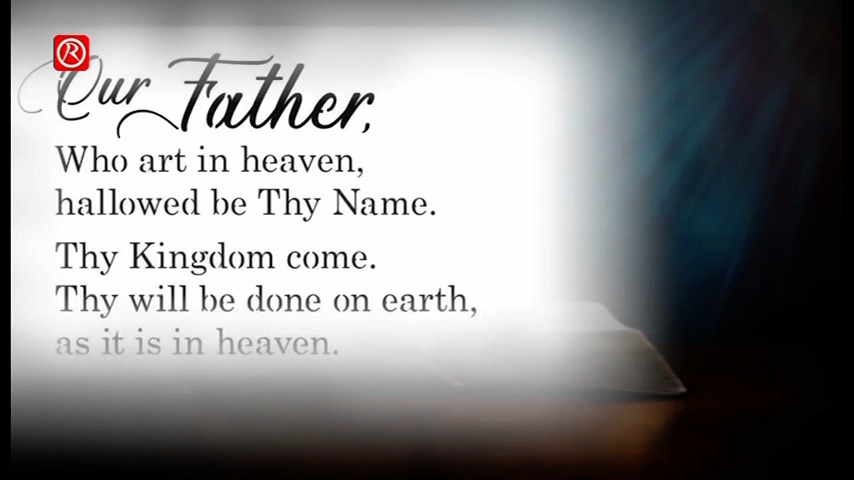 R
Our Father,
Who art in heaven,
hallowed be Thy Name.
Thy Kingdom come.
Thy will be done on earth,
as it is in heaven.